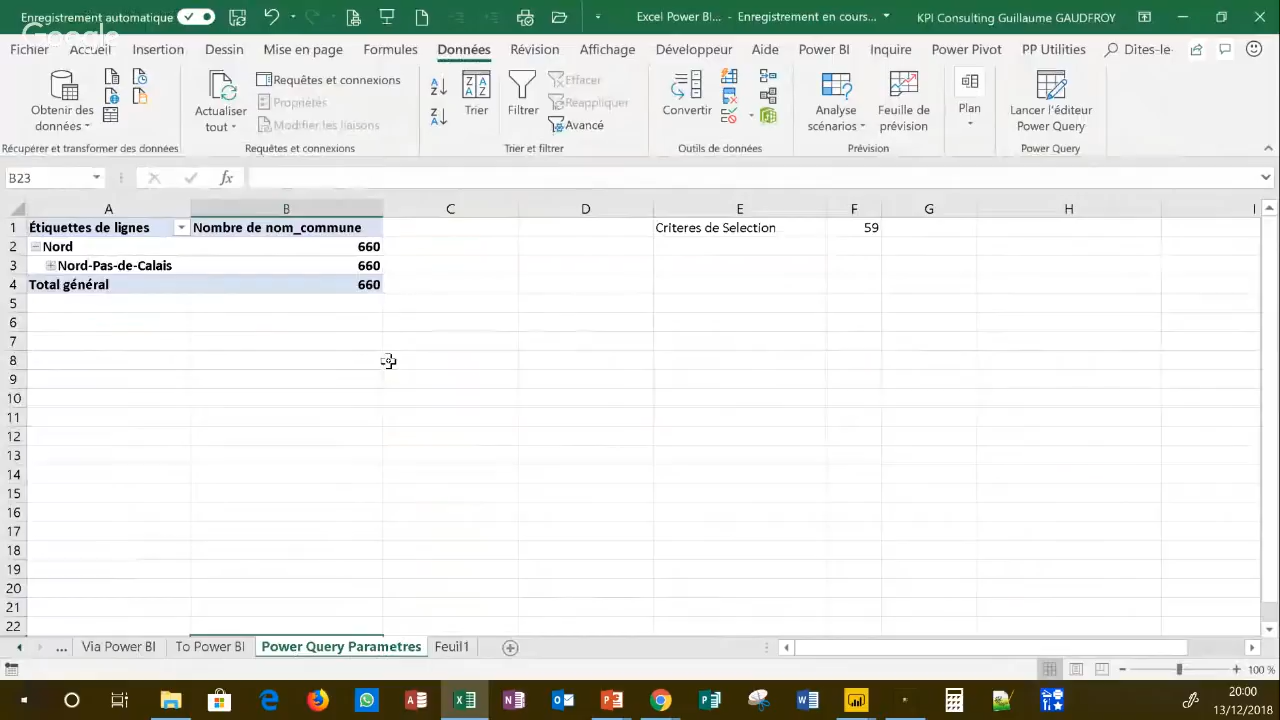 Enregistrement automatique
Excel Power BI... - Enregistrement en cours...
KPI Consulting Guillaume GAUDFROY
Google
Fichier Accueil Insertion Dessin Mise en page Formules Données Révision Affichage Développeur Aide Power BI Inquire Power Pivot PP Utilities Dites-le
Obtenir des données
Récupérer et transformer des données
Actualiser tout
Requêtes et connexions
Propriétés
Modifier les liaisons
Requêtes et connexions
Trier
Filtrer
Effacer
Réappliquer
Avancé
Trier et filtrer
Convertir
Outils de données
Analyse scénarios
Feuille de prévision
Prévision
Plan
Lancer l'éditeur
Power Query
Power Query
B23
fx
A B C D E F G H I
1 Étiquettes de lignes Nombre de nom_commune Criteres de Selection 59
2 Nord 660
3 Nord-Pas-de-Calais 660
4 Total général 660
5
6
7
8
9
10
11
12
13
14
15
16
17
18
19
20
21
22
... Via Power BI To Power BI Power Query Parametres Feuil1
100 %
20:00
13/12/2018